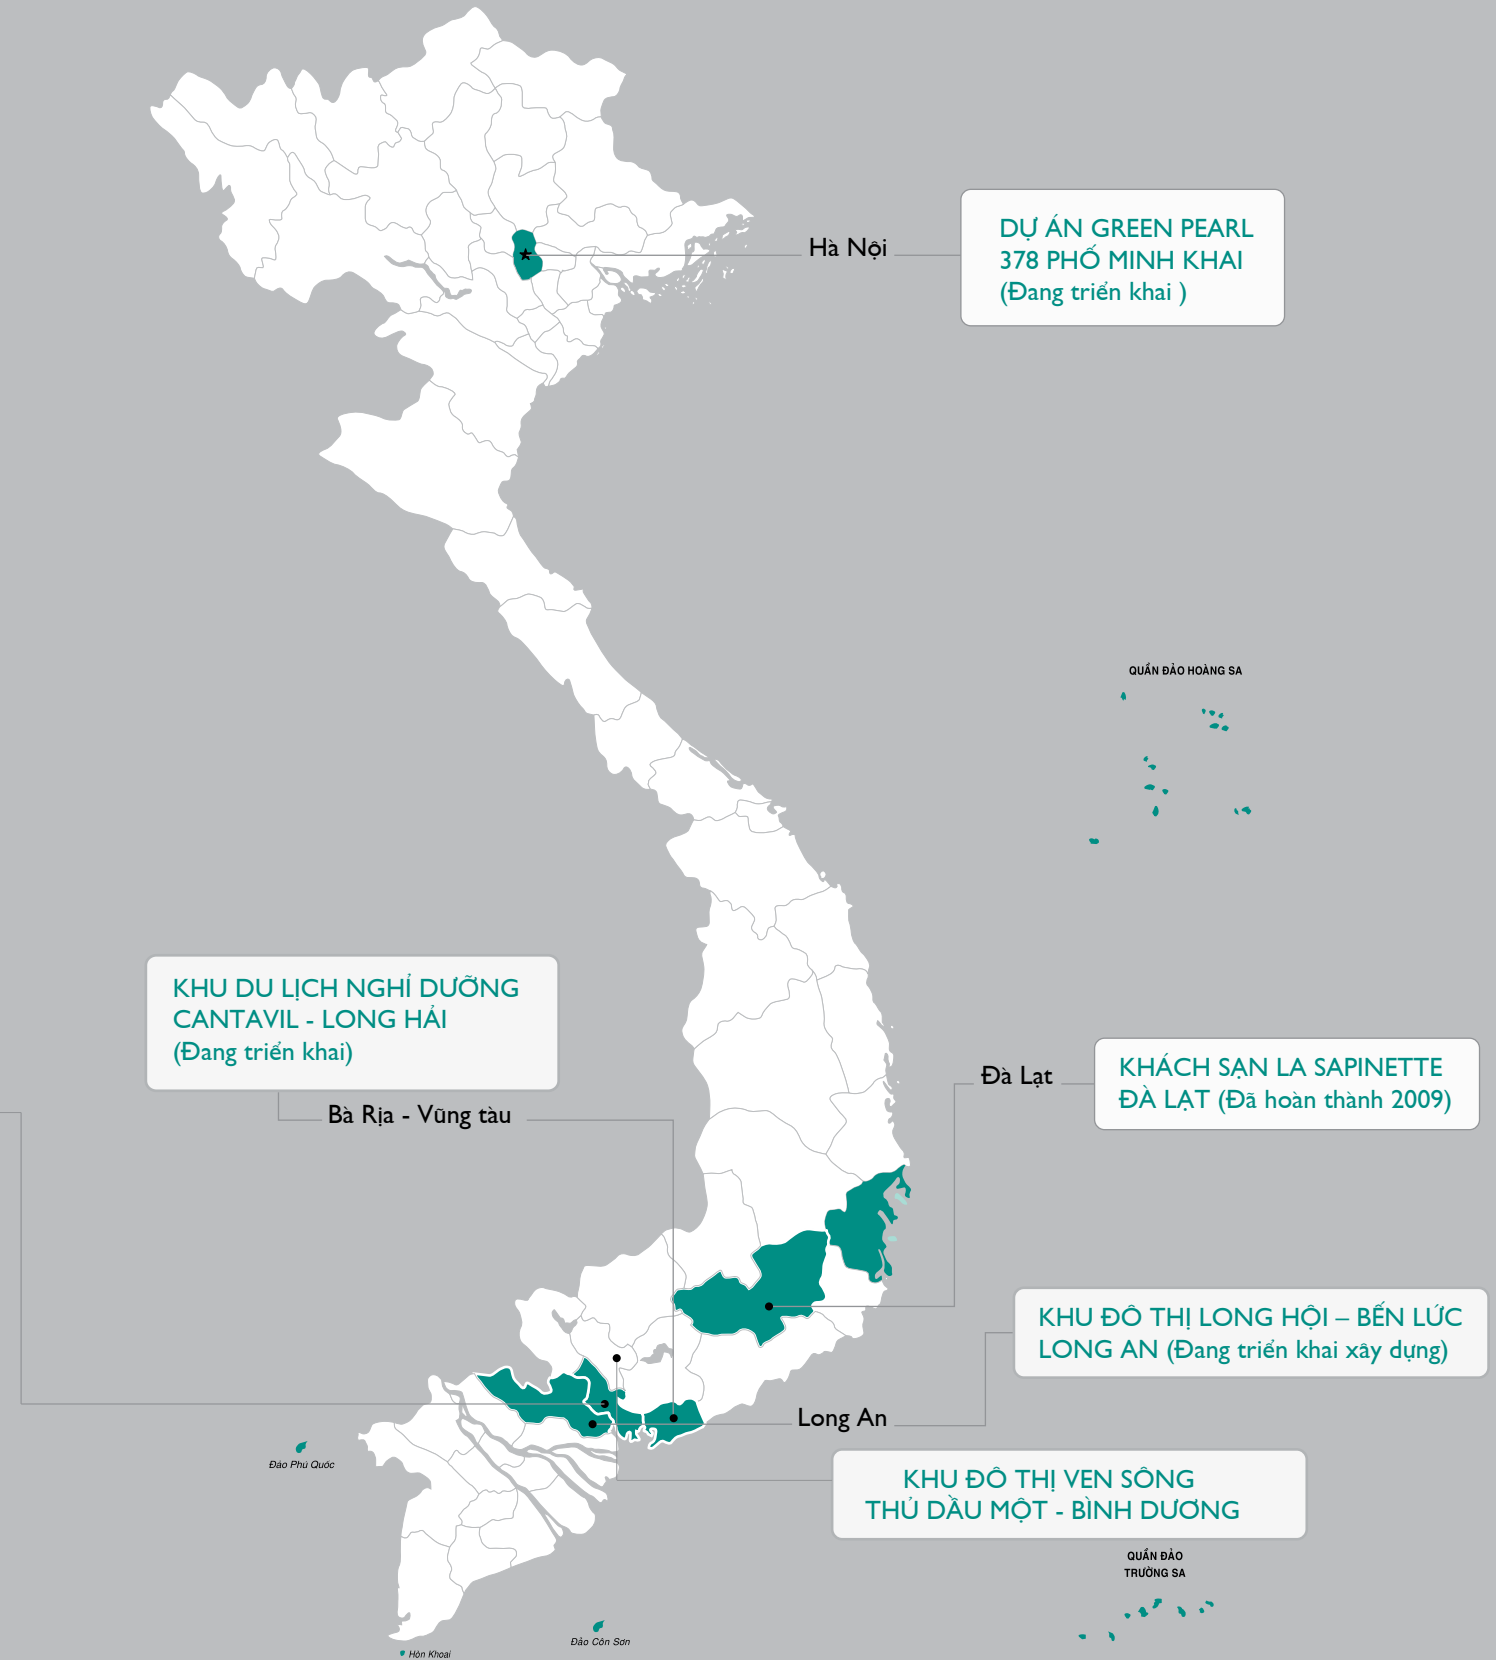 Hà Nội
DỰ ÁN GREEN PEARL
378 PHỐ MINH KHAI
(Đang triển khai )
QUẦN ĐẢO HOÀNG SA
KHU DU LỊCH NGHỈ DƯỠNG
CANTAVIL - LONG HẢI
(Đang triển khai)
Bà Rịa - Vũng tàu
Đà Lạt
KHÁCH SẠN LA SAPINETTE
ĐÀ LẠT (Đã hoàn thành 2009)
KHU ĐÔ THỊ LONG HỘI – BẾN LỨC
LONG AN (Đang triển khai xây dựng)
Long An
Đảo Phú Quốc
KHU ĐÔ THỊ VEN SÔNG
THỦ DẦU MỘT - BÌNH DƯƠNG
QUẦN ĐẢO
TRƯỜNG SA
Đảo Côn Sơn
Hòn Khoai